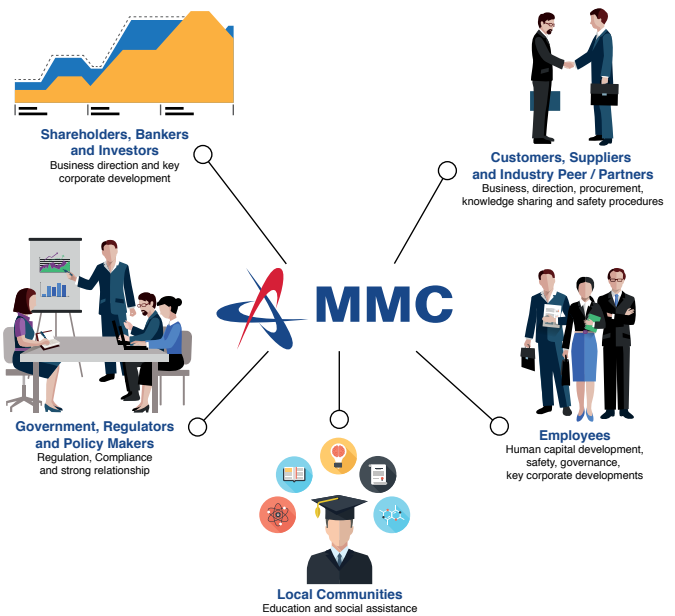 Shareholders, Bankers
and Investors
Business direction and key
corporate development
Customers, Suppliers
and Industry Peer / Partners
Business, direction, procurement,
knowledge sharing and safety procedures
MMC
Government, Regulators
and Policy Makers
Regulation, Compliance
and strong relationship
Employees
Human capital development,
safety, governance,
key corporate developments
Local Communities
Education and social assistance